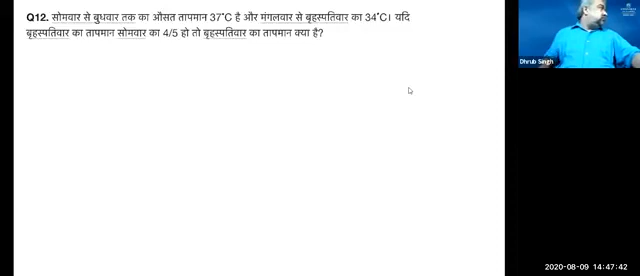 Q12. सोमवार से बुधवार तक का औसत तापमान 37°C है और मंगलवार से बृहस्पतिवार का 34°C। यदि
बृहस्पतिवार का तापमान सोमवार का 4/5 हो तो बृहस्पतिवार का तापमान क्या है?
Dhrub Singh
2020-08-09 14:47:42